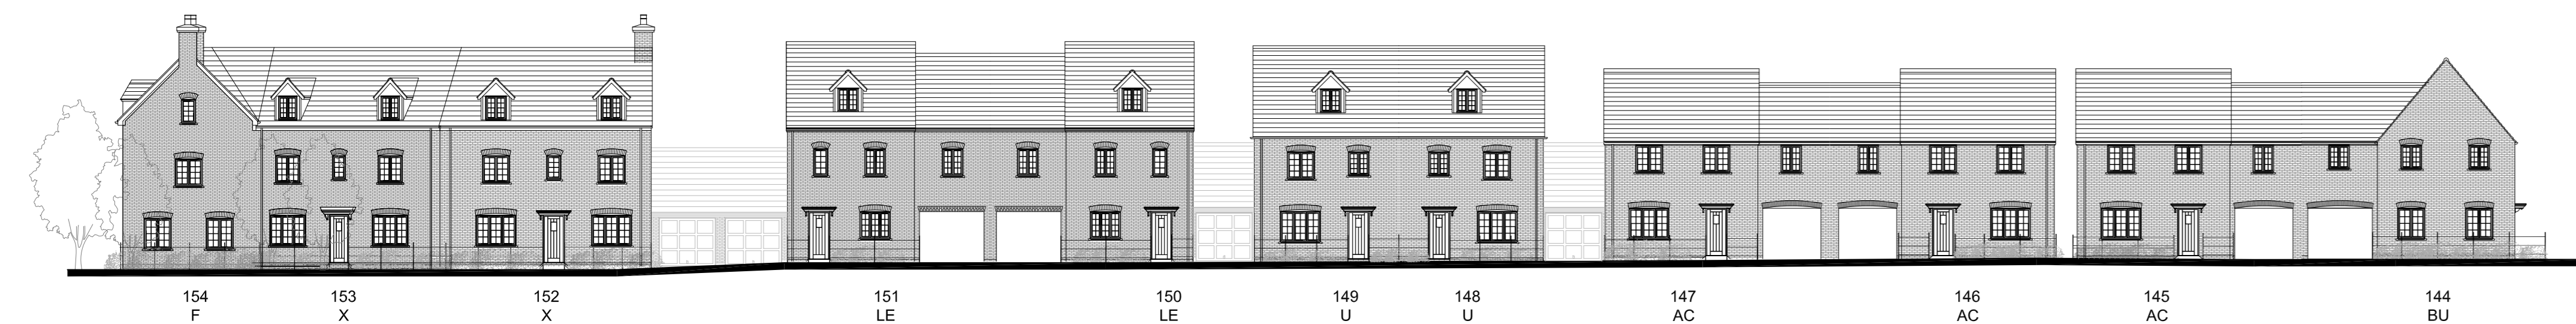 154 153 152 151 150 149 148 147 146 145 144
F X X LE LE U U AC AC AC BU